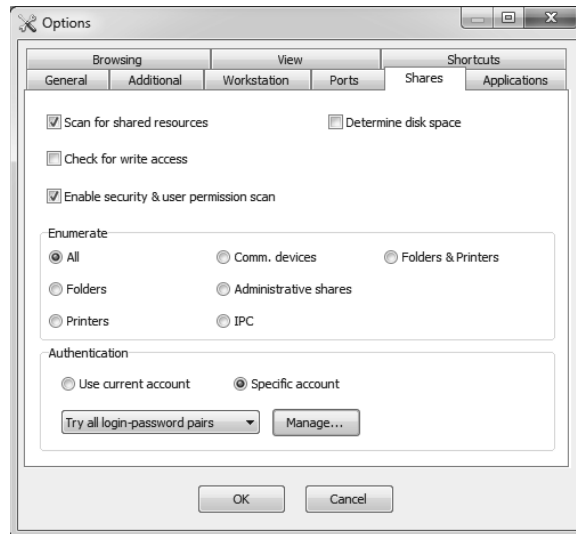 Options
Browsing View Shortcuts
General Additional Workstation Ports Shares Applications
Scan for shared resources Determine disk space
Check for write access
Enable security & user permission scan
Enumerate
All Comm. devices Folders & Printers
Folders Administrative shares
Printers IPC
Authentication
Use current account Specific account
Try all login-password pairs Manage...
OK Cancel